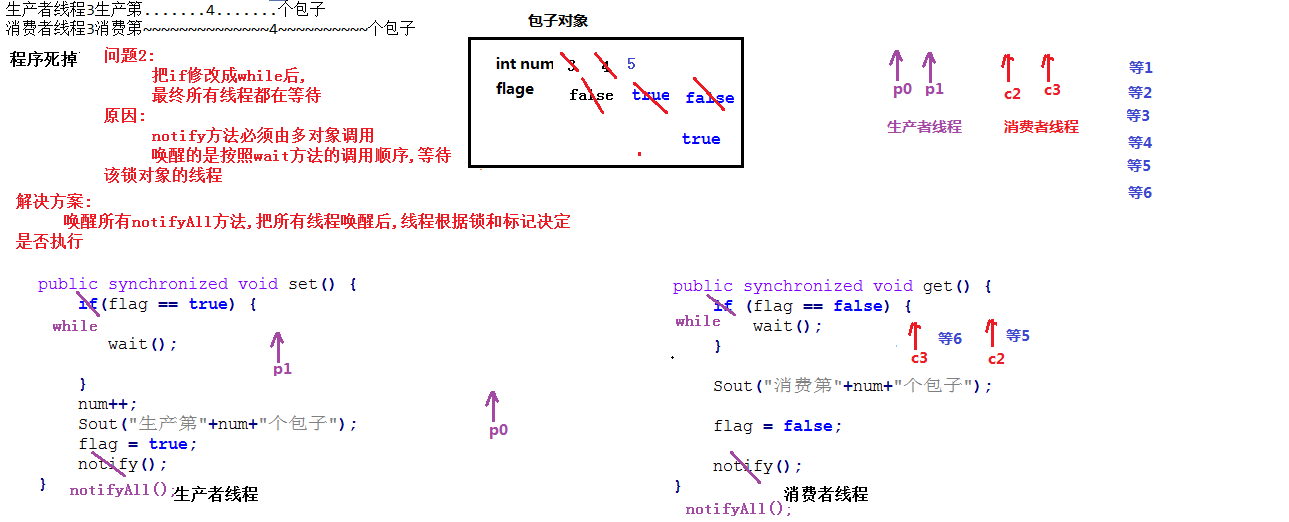 生产者线程3生产第.......4.......个包子
消费者线程3消费第~~~~~~~~~~~~~~4~~~~~~~~~~个包子
程序死掉
问题2:
把if修改成while后,
最终所有线程都在等待
原因:
notify方法必须由多对象调用
唤醒的是按照wait方法的调用顺序,等待
该锁对象的线程
解决方案:
唤醒所有notifyAll方法,把所有线程唤醒后,线程根据锁和标记决定
是否执行
包子对象
int num 3 4 5
flage false true false
true
p0 p1
生产者线程
c2 c3
消费者线程
等1
等2
等3
等4
等5
等6
public synchronized void set() {
if(flag == true) {
while
wait();
p1
}
num++;
Sout("生产第"+num+"个包子");
flag = true;
notify();
}
notifyAll();
生产者线程
p0
public synchronized void get() {
if (flag == false) {
while
wait();
}
c3 等6
c2 等5
Sout("消费第"+num+"个包子");
flag = false;
notify();
}
notifyAll();
消费者线程